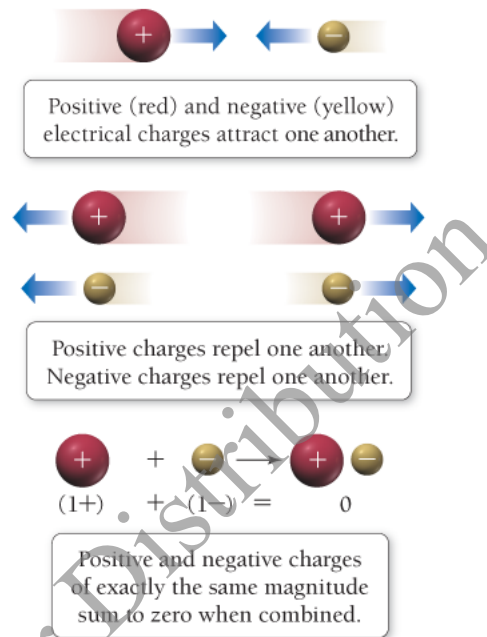 + −
Positive (red) and negative (yellow)
electrical charges attract one another.
+ +
− −
Positive charges repel one another.
Negative charges repel one another.
+ + − → + −
(1+) + (1−) = 0
Positive and negative charges
of exactly the same magnitude
sum to zero when combined.
Distribution